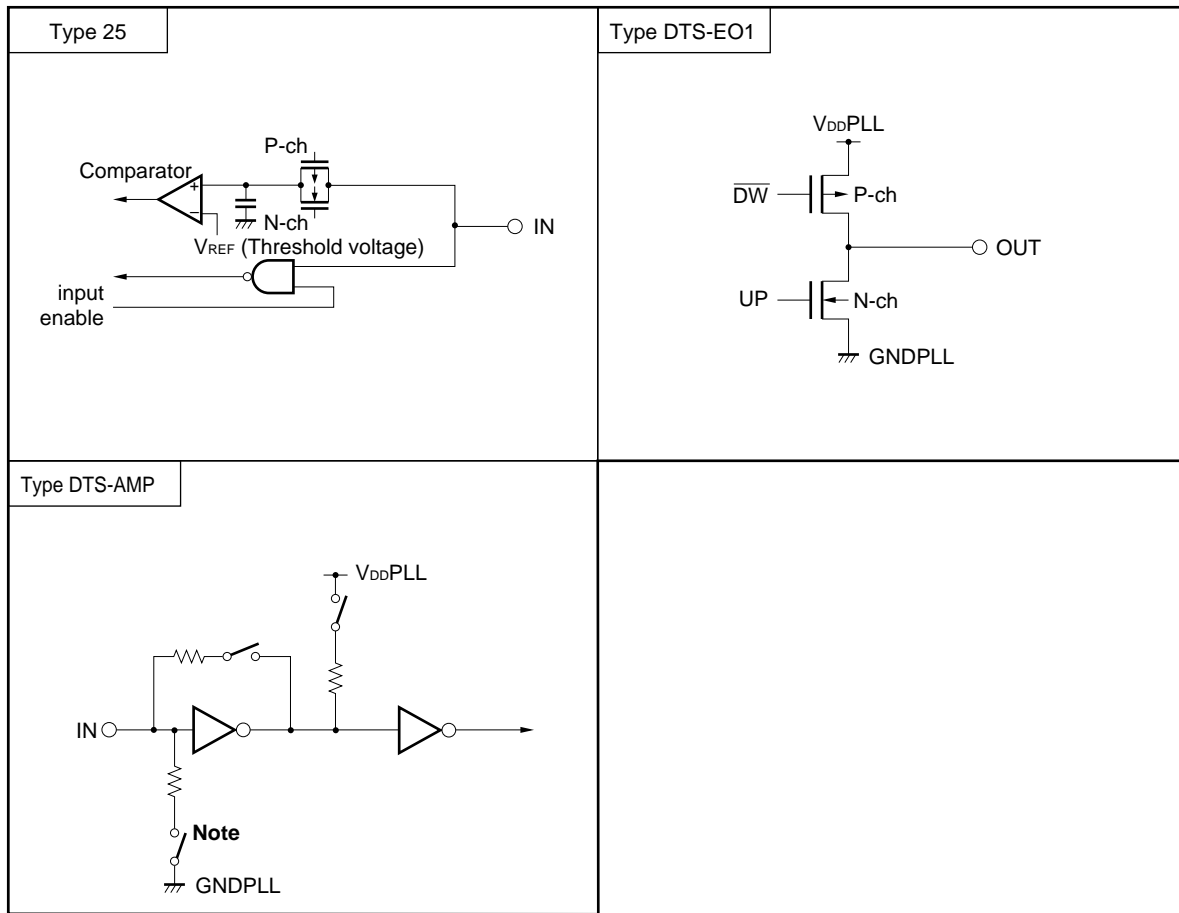 Type 25
P-ch
Comparator
+
−
N-ch
VREF (Threshold voltage)
IN
input
enable
Type DTS-EO1
VDDPLL
DW
P-ch
OUT
UP
N-ch
GNDPLL
Type DTS-AMP
VDDPLL
IN
Note
GNDPLL